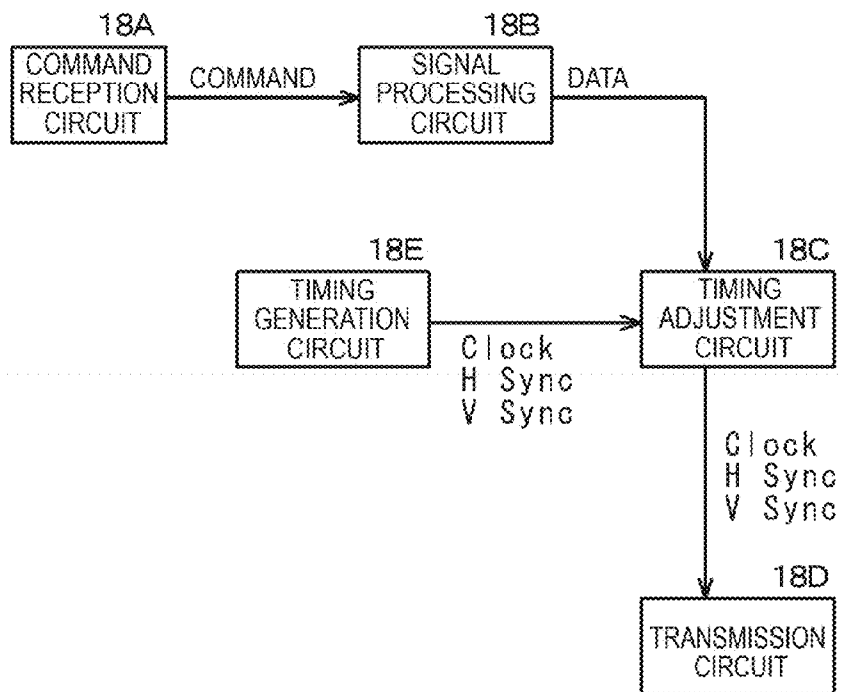 18A
COMMAND
RECEPTION
CIRCUIT
COMMAND
18B
SIGNAL
PROCESSING
CIRCUIT
DATA
18E
TIMING
GENERATION
CIRCUIT
Clock
H Sync
V Sync
18C
TIMING
ADJUSTMENT
CIRCUIT
Clock
H Sync
V Sync
18D
TRANSMISSION
CIRCUIT